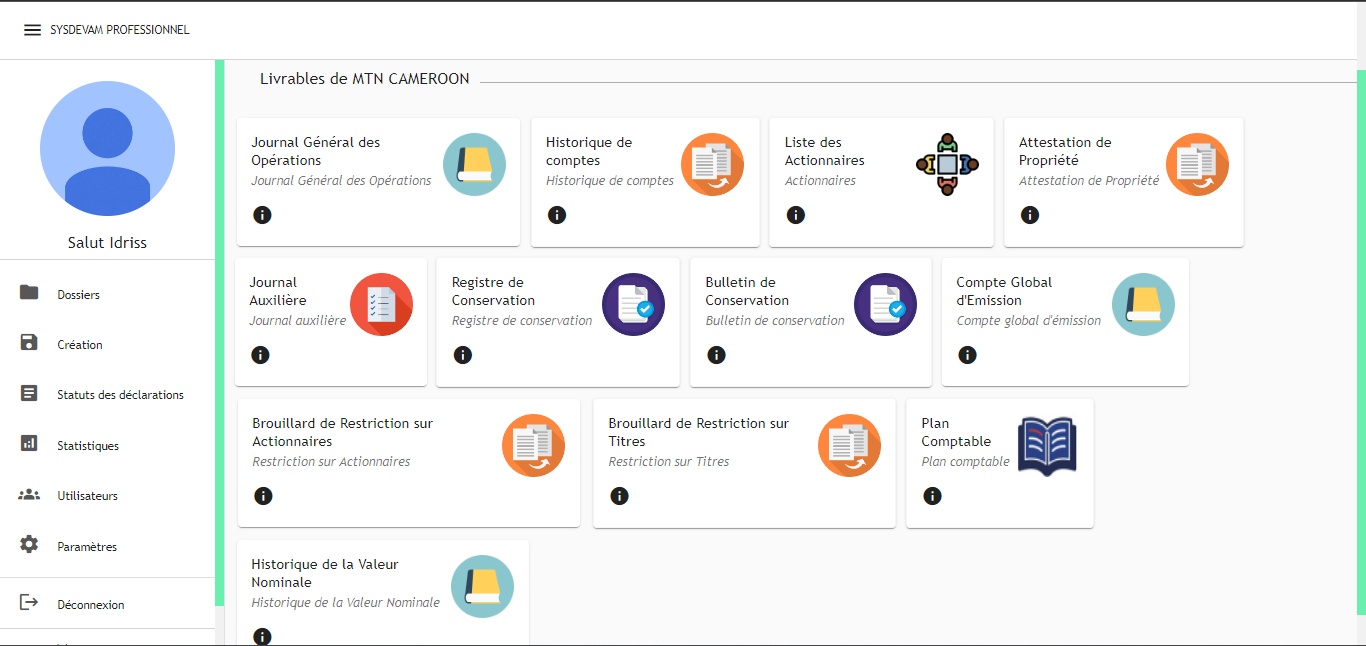 SYSDEVAM PROFESSIONNEL
Salut Idriss
Dossiers
Création
Statuts des déclarations
Statistiques
Utilisateurs
Paramètres
Déconnexion
Livrables de MTN CAMEROON
Journal Général des
Opérations
Journal Général des Opérations
Historique de
comptes
Historique de comptes
Liste des
Actionnaires
Actionnaires
Attestation de
Propriété
Attestation de Propriété
Journal
Auxilière
Journal auxilière
Registre de
Conservation
Registre de conservation
Bulletin de
Conservation
Bulletin de conservation
Compte Global
d'Emission
Compte global d'émission
Brouillard de Restriction sur
Actionnaires
Restriction sur Actionnaires
Brouillard de Restriction sur
Titres
Restriction sur Titres
Plan
Comptable
Plan comptable
Historique de la Valeur
Nominale
Historique de la Valeur Nominale